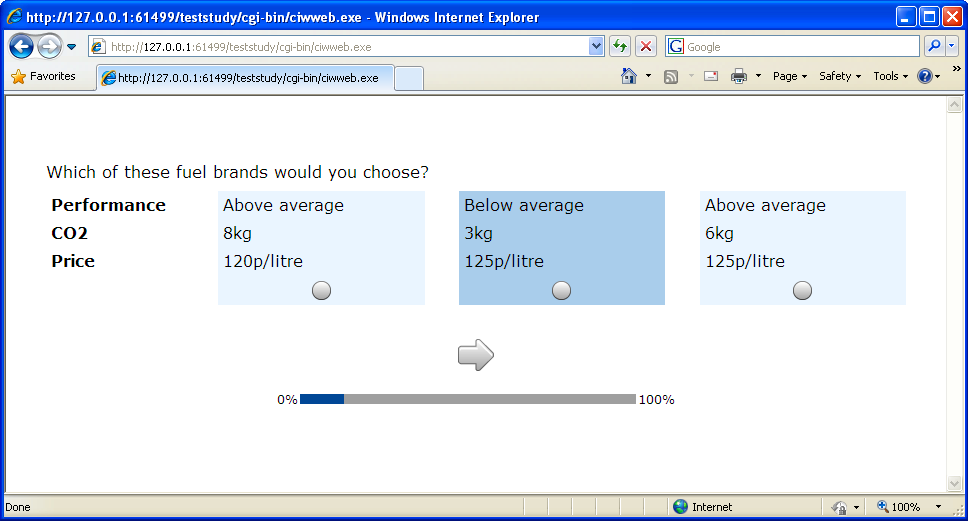 http://127.0.0.1:61499/teststudy/cgi-bin/ciwweb.exe - Windows Internet Explorer
http://127.0.0.1:61499/teststudy/cgi-bin/ciwweb.exe
Google
Favorites
http://127.0.0.1:61499/teststudy/cgi-bin/ciwweb.exe
Page
Safety
Tools
Which of these fuel brands would you choose?
Performance Above average Below average Above average
CO2 8kg 3kg 6kg
Price 120p/litre 125p/litre 125p/litre
0% 100%
Done Internet 100%